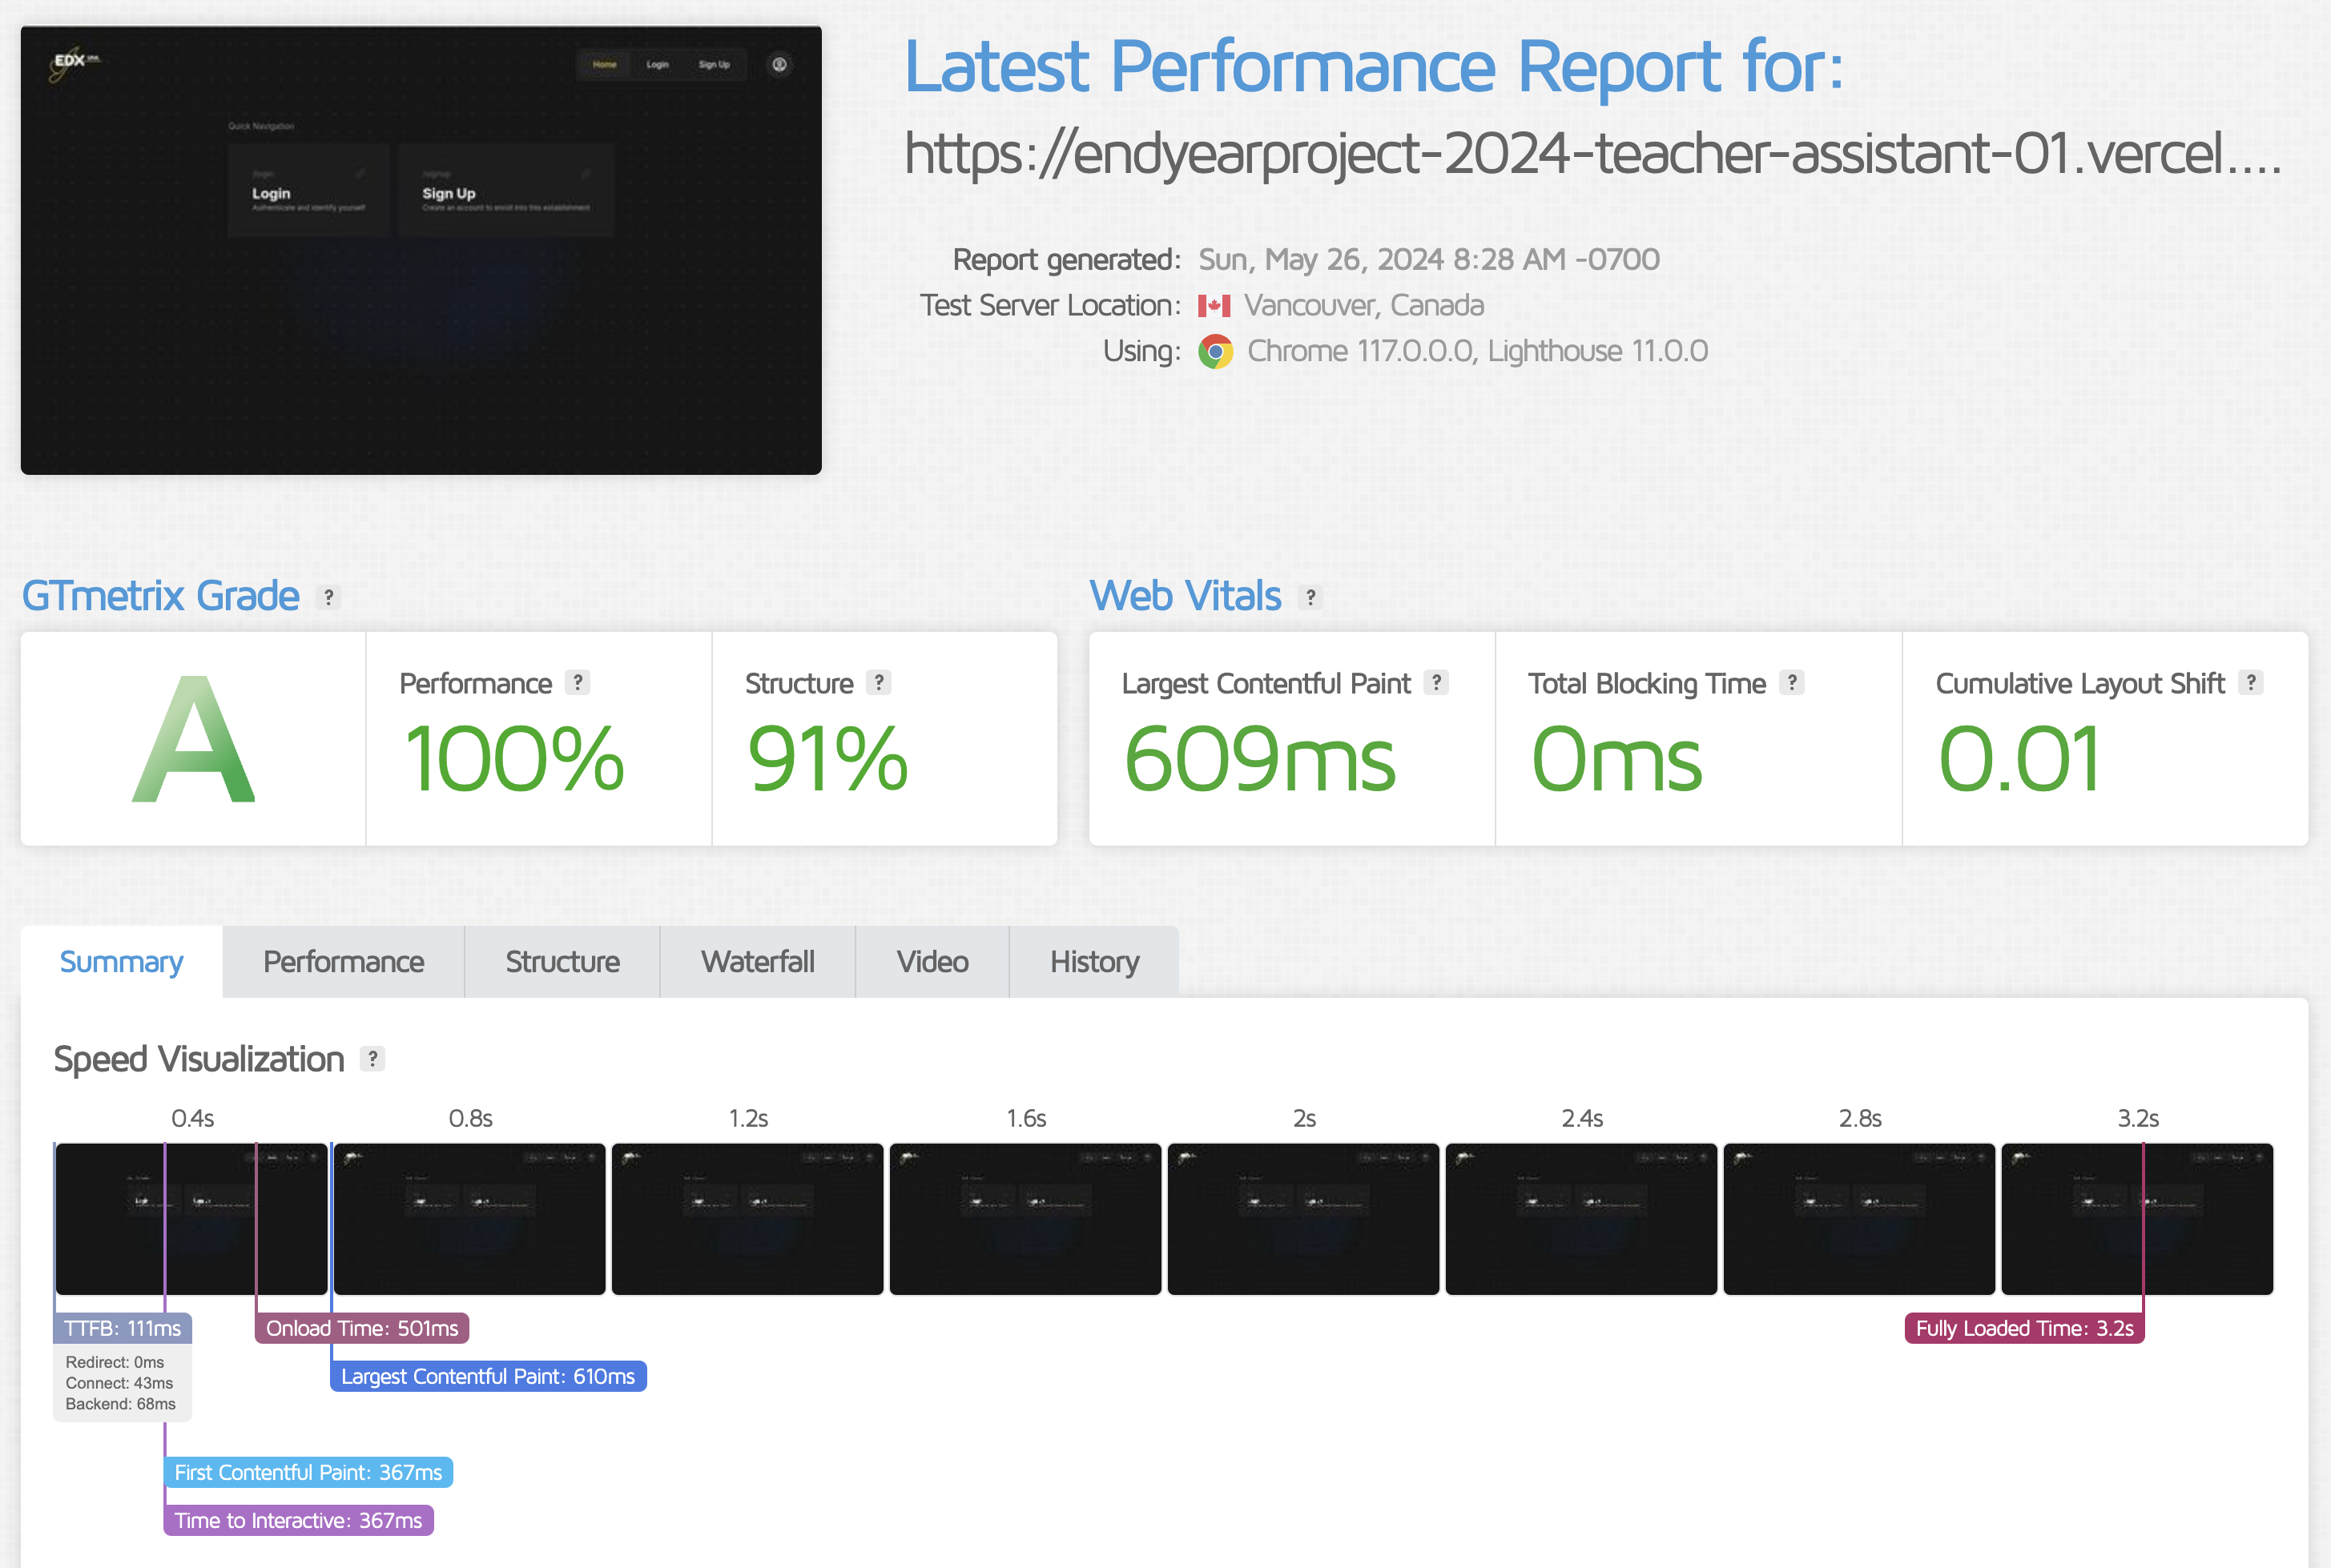 EDX
Home Login Sign Up
Quick Navigation
/login
Login
Authenticate and identify yourself
/signup
Sign Up
Create an account to enroll into this establishment
Latest Performance Report for:
https://endyearproject-2024-teacher-assistant-01.vercel....
Report generated: Sun, May 26, 2024 8:28 AM -0700
Test Server Location: Vancouver, Canada
Using: Chrome 117.0.0.0, Lighthouse 11.0.0
GTmetrix Grade ?
A
Performance ?
100%
Structure ?
91%
Web Vitals ?
Largest Contentful Paint ?
609ms
Total Blocking Time ?
0ms
Cumulative Layout Shift ?
0.01
Summary Performance Structure Waterfall Video History
Speed Visualization ?
0.4s 0.8s 1.2s 1.6s 2s 2.4s 2.8s 3.2s
TTFB: 111ms
Redirect: 0ms
Connect: 43ms
Backend: 68ms
Onload Time: 501ms
Largest Contentful Paint: 610ms
Fully Loaded Time: 3.2s
First Contentful Paint: 367ms
Time to Interactive: 367ms